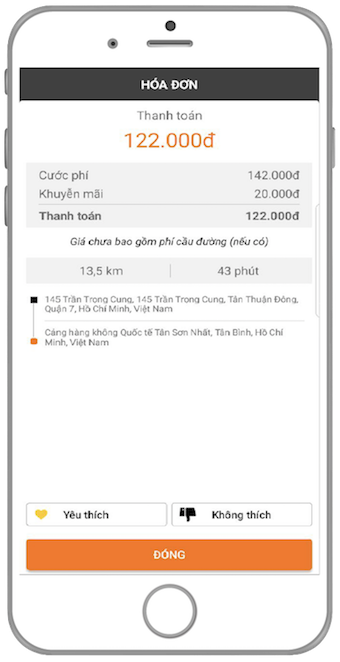 HÓA ĐƠN
Thanh toán
122.000đ
Cước phí 142.000đ
Khuyến mãi 20.000đ
Thanh toán 122.000đ
Giá chưa bao gồm phí cầu đường (nếu có)
13,5 km 43 phút
145 Trần Trọng Cung, 145 Trần Trọng Cung, Tân Thuận Đông,
Quận 7, Hồ Chí Minh, Việt Nam
Cảng hàng không Quốc tế Tân Sơn Nhất, Tân Bình, Hồ Chí
Minh, Việt Nam
Yêu thích
Không thích
ĐÓNG